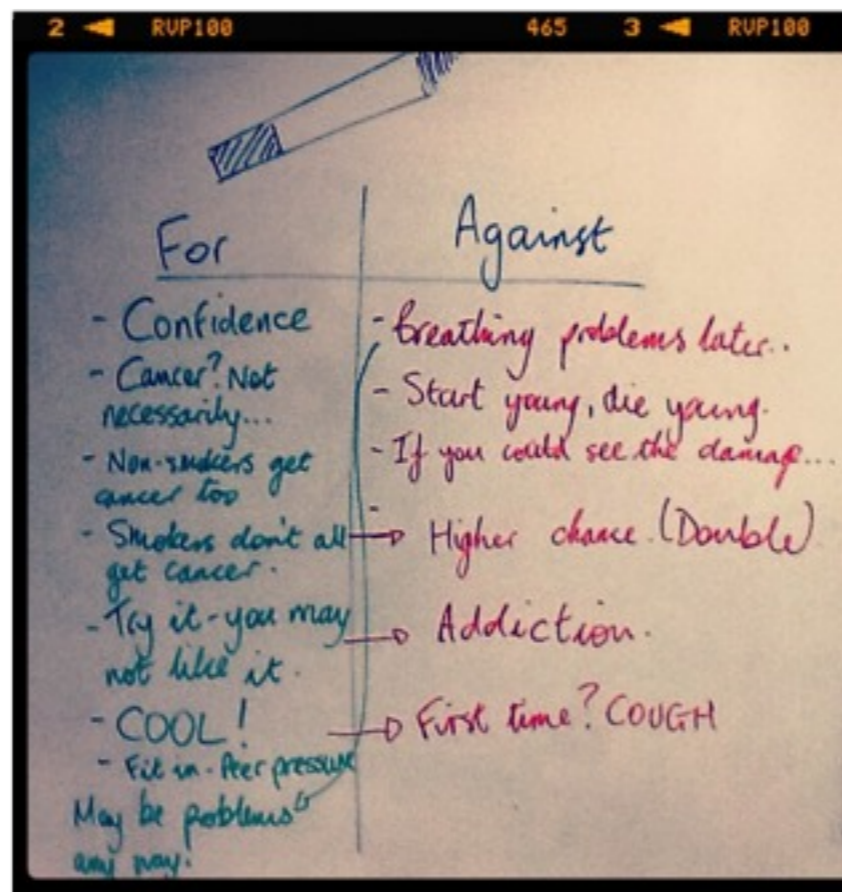 2 RVP100 465 3 RVP100
For
- Confidence
- Cancer? Not
necessarily...
- Non-smokers get
cancer too
- Smokers don't all
get cancer.
- Try it - you may
not like it.
- COOL!
- Fit in - Peer pressure
May be problems
any way!
Against
- Breathing problems later..
- Start young, die young.
- If you could see the damage...
-
Higher chance. (Double)
Addiction.
First time? COUGH